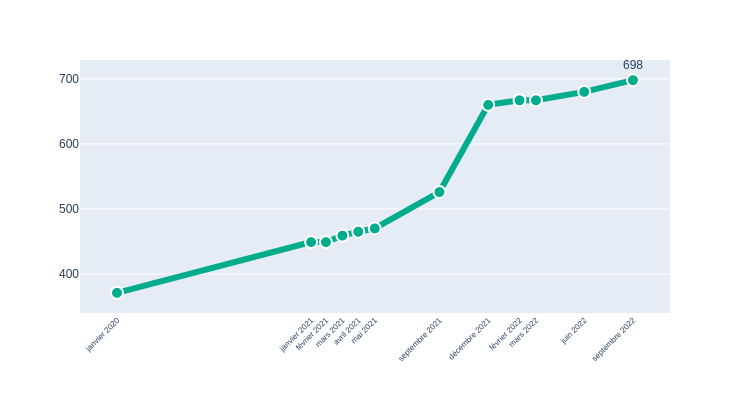 698
700
600
500
400
janvier 2020
janvier 2021
février 2021
mars 2021
avril 2021
mai 2021
septembre 2021
décembre 2021
février 2022
mars 2022
juin 2022
septembre 2022